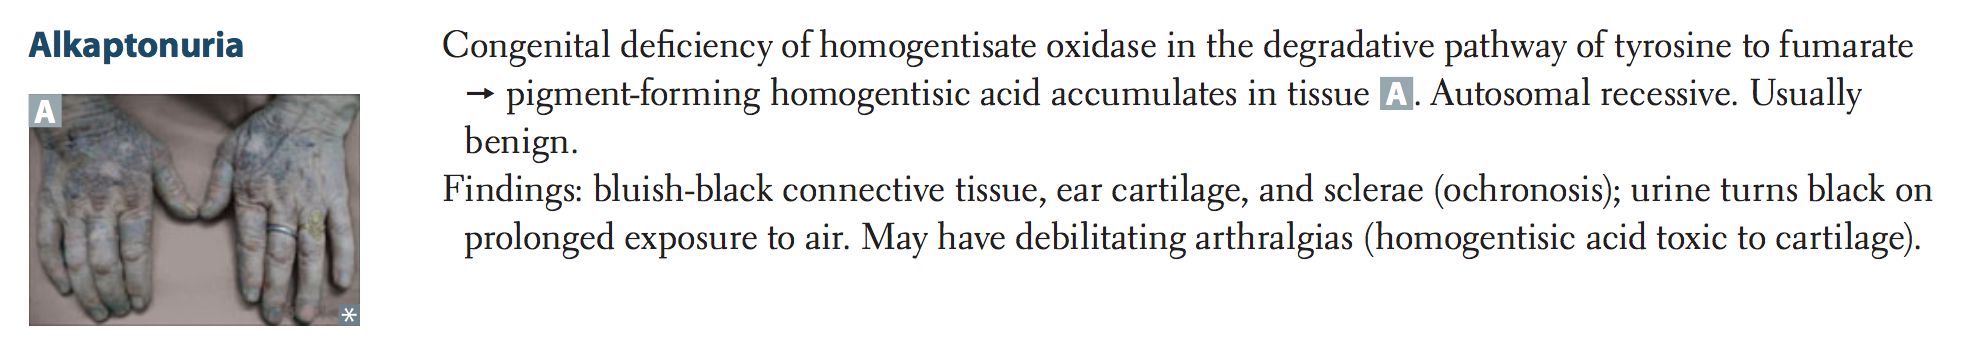 Alkaptonuria
A
*
Congenital deficiency of homogentisate oxidase in the degradative pathway of tyrosine to fumarate
→ pigment-forming homogentisic acid accumulates in tissue A. Autosomal recessive. Usually
benign.
Findings: bluish-black connective tissue, ear cartilage, and sclerae (ochronosis); urine turns black on
prolonged exposure to air. May have debilitating arthralgias (homogentisic acid toxic to cartilage).